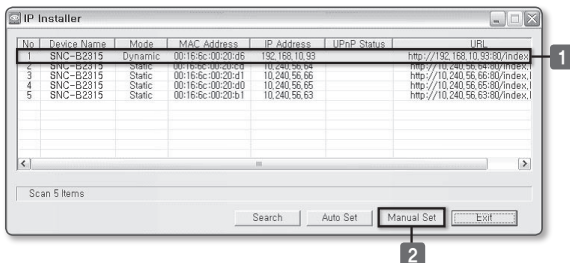 IP Installer
No Device Name Mode MAC Address IP Address UPnP Status URL
1 SNC-B2315 Dynamic 00:16:6c:00:20:d6 192,168,10,93 http://192,168,10,93:80/index,
2 SNC-B2315 Static 00:16:6c:00:20:cd 10,240,56,64 http://10,240,56,64:80/index,l
3 SNC-B2315 Static 00:16:6c:00:20:d1 10,240,56,66 http://10,240,56,66:80/index,l
4 SNC-B2315 Static 00:16:6c:00:20:d0 10,240,56,65 http://10,240,56,65:80/index,l
5 SNC-B2315 Static 00:16:6c:00:20:b1 10,240,56,63 http://10,240,56,63:80/index,l
1
Scan 5 Items
Search Auto Set Manual Set Exit
2